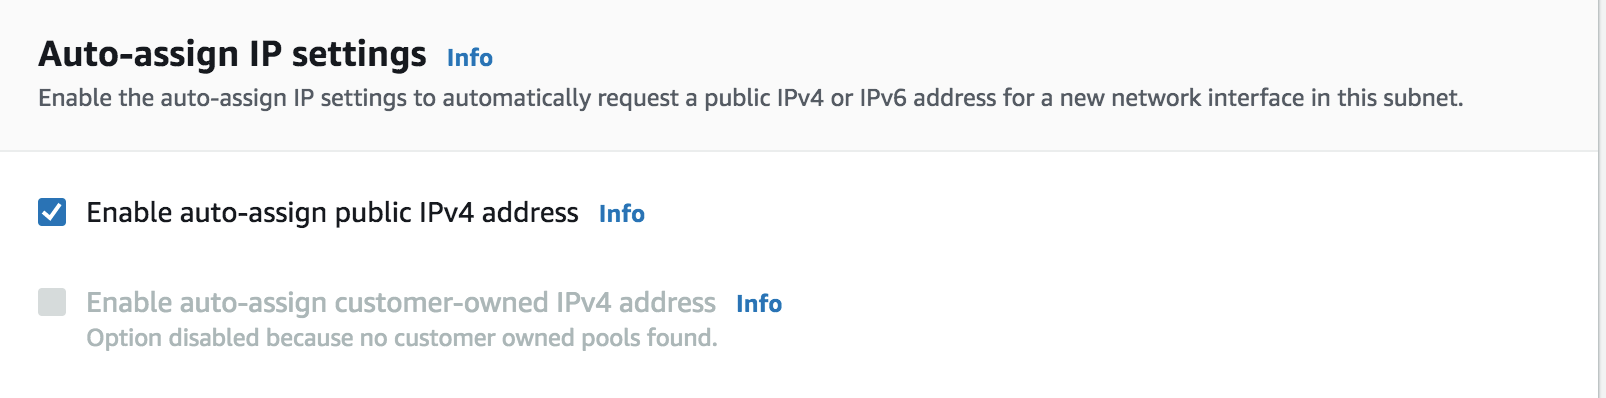 Auto-assign IP settings Info
Enable the auto-assign IP settings to automatically request a public IPv4 or IPv6 address for a new network interface in this subnet.
Enable auto-assign public IPv4 address Info
Enable auto-assign customer-owned IPv4 address Info
Option disabled because no customer owned pools found.